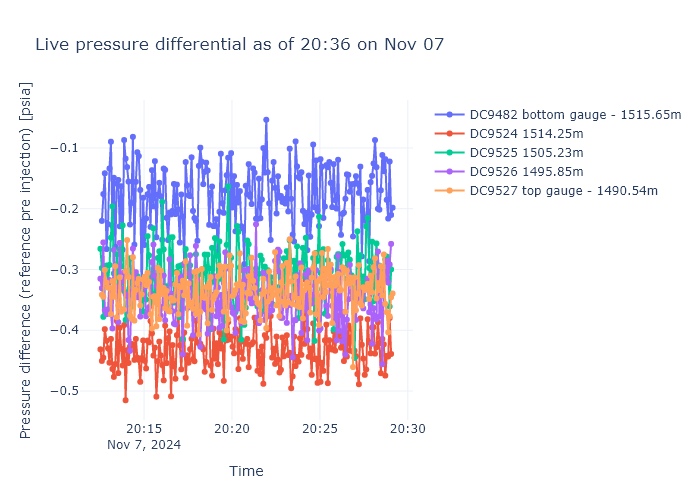 Live pressure differential as of 20:36 on Nov 07
Pressure difference (reference pre injection) [psia]
−0.1
−0.2
−0.3
−0.4
−0.5
20:15
Nov 7, 2024
20:20
20:25
20:30
Time
DC9482 bottom gauge - 1515.65m
DC9524 1514.25m
DC9525 1505.23m
DC9526 1495.85m
DC9527 top gauge - 1490.54m